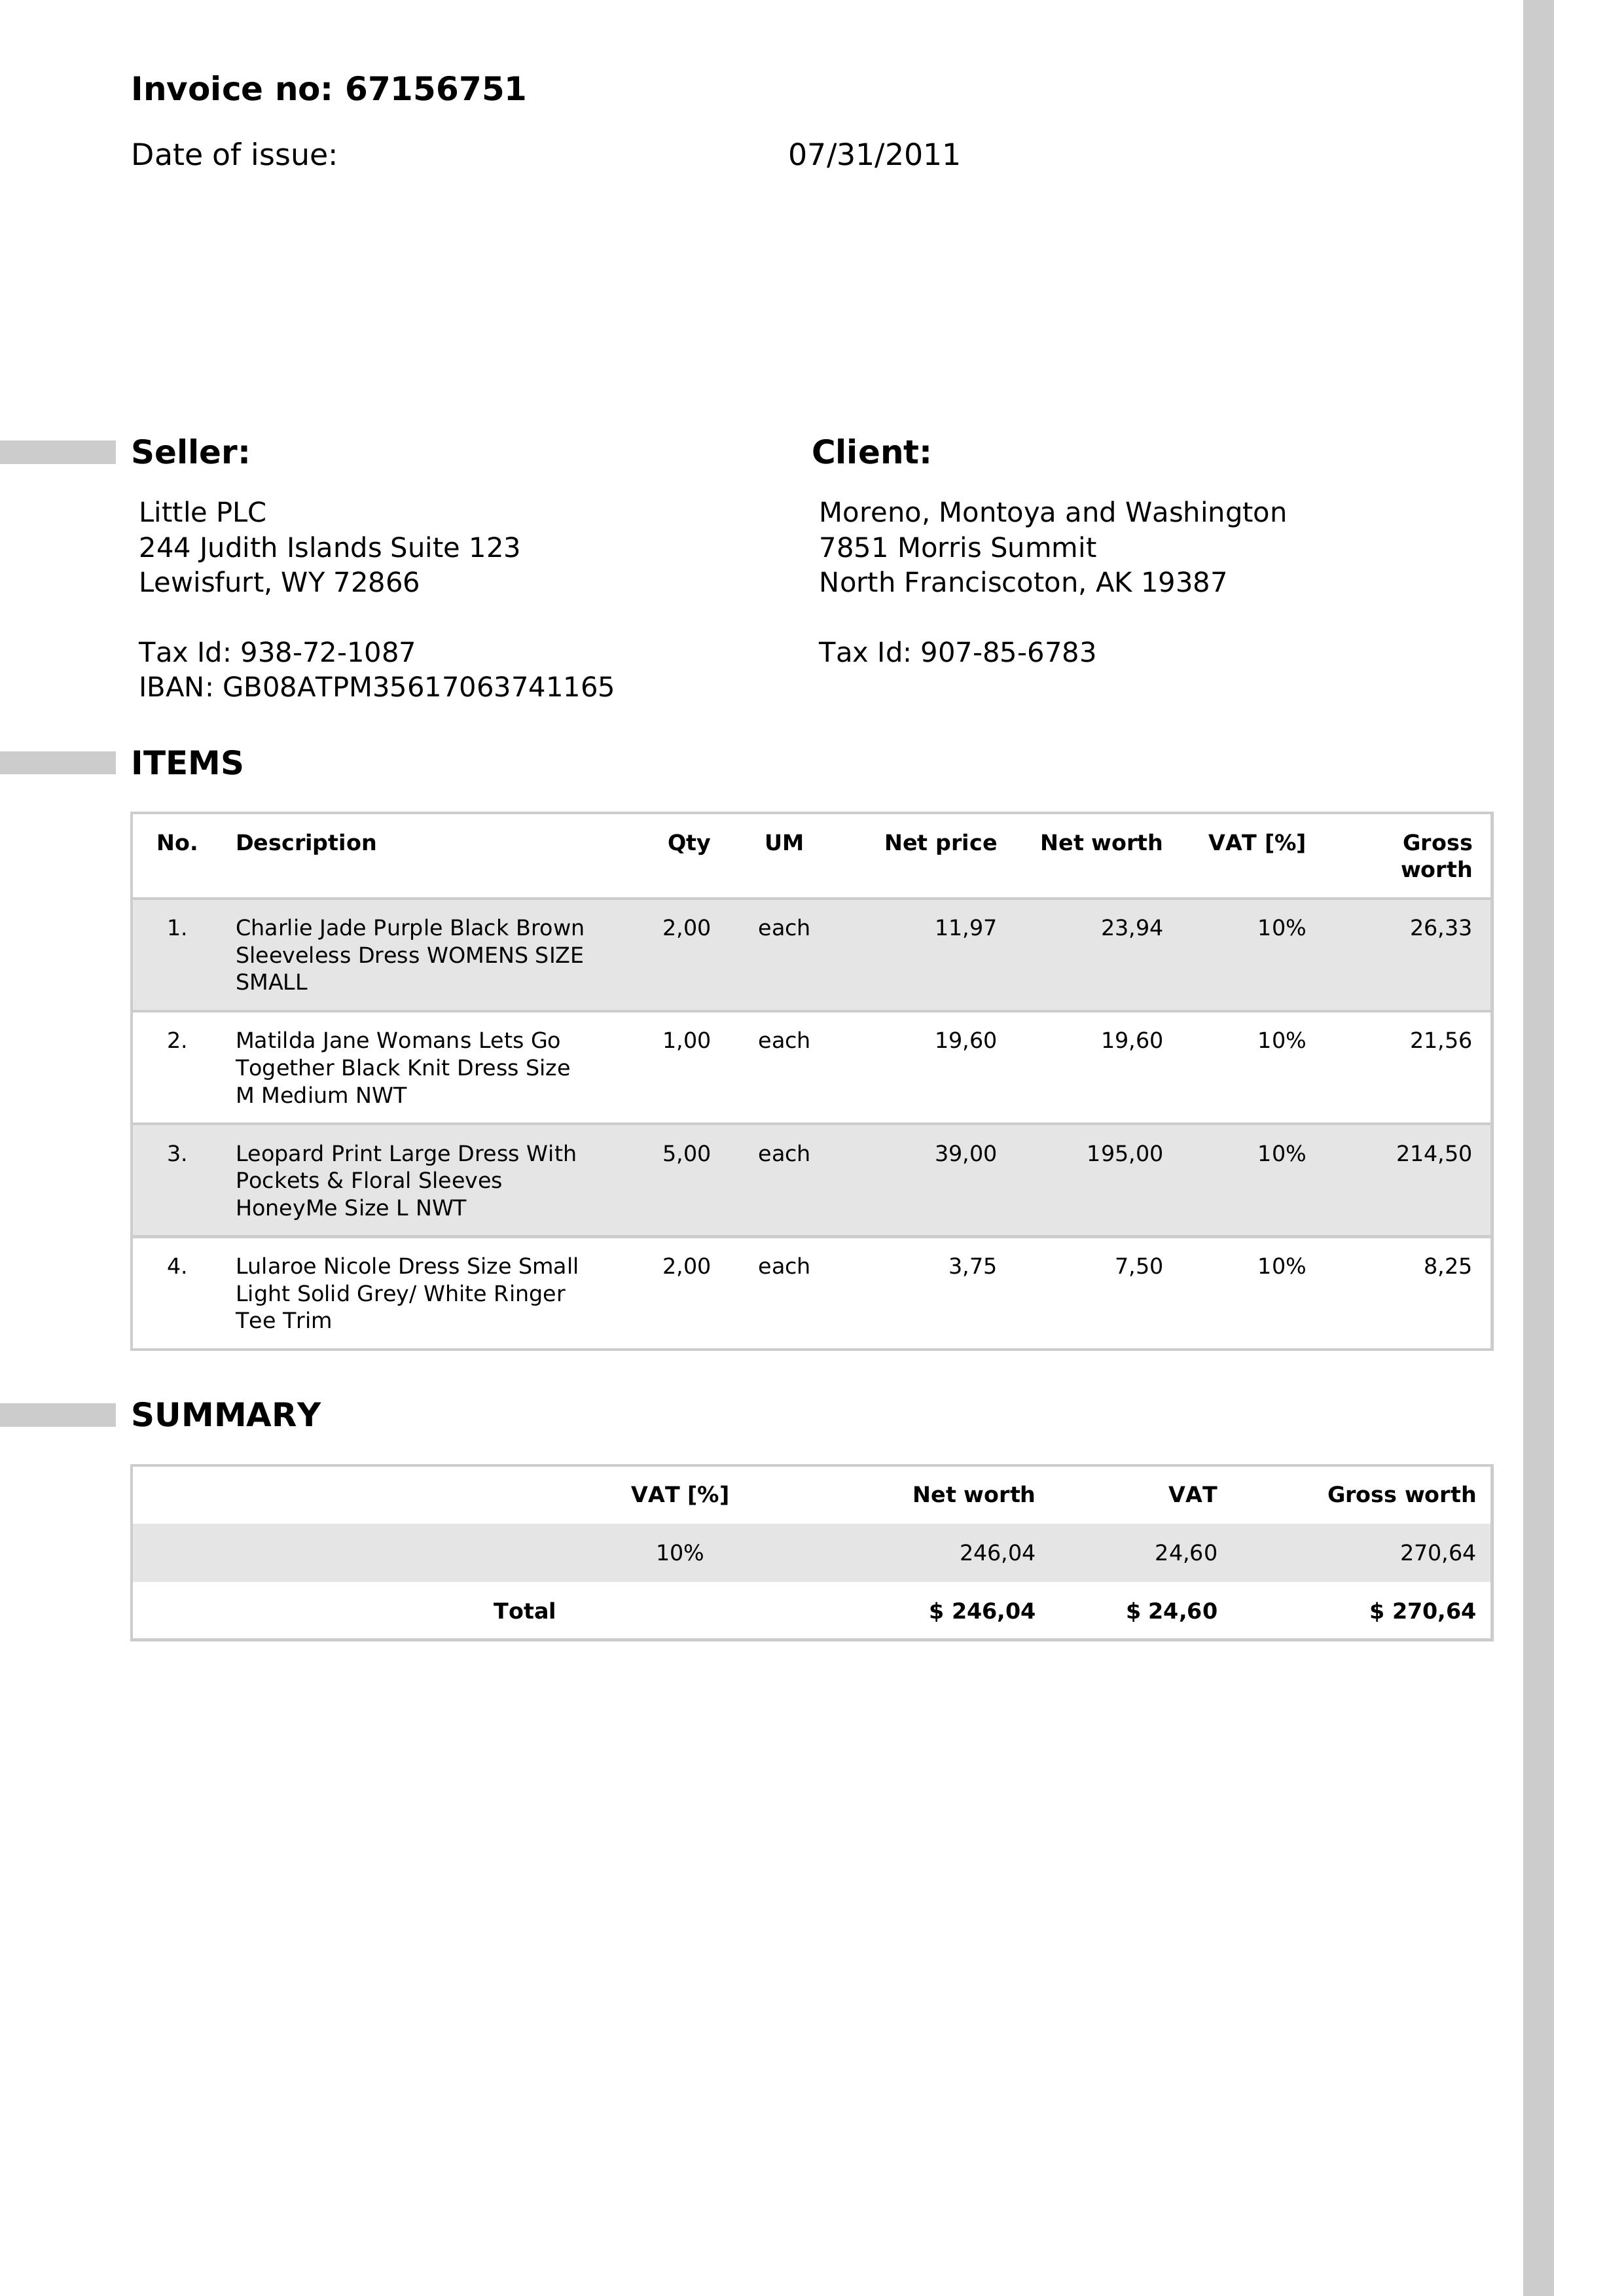 Invoice no: 67156751
Date of issue: 07/31/2011
Seller:
Little PLC
244 Judith Islands Suite 123
Lewisfurt, WY 72866
Tax Id: 938-72-1087
IBAN: GB08ATPM35617063741165
Client:
Moreno, Montoya and Washington
7851 Morris Summit
North Franciscoton, AK 19387
Tax Id: 907-85-6783
ITEMS
No. Description Qty UM Net price Net worth VAT [%] Gross
worth
1. Charlie Jade Purple Black Brown 2,00 each 11,97 23,94 10% 26,33
Sleeveless Dress WOMENS SIZE
SMALL
2. Matilda Jane Womans Lets Go 1,00 each 19,60 19,60 10% 21,56
Together Black Knit Dress Size
M Medium NWT
3. Leopard Print Large Dress With 5,00 each 39,00 195,00 10% 214,50
Pockets & Floral Sleeves
HoneyMe Size L NWT
4. Lularoe Nicole Dress Size Small 2,00 each 3,75 7,50 10% 8,25
Light Solid Grey/ White Ringer
Tee Trim
SUMMARY
VAT [%] Net worth VAT Gross worth
10% 246,04 24,60 270,64
Total $ 246,04 $ 24,60 $ 270,64